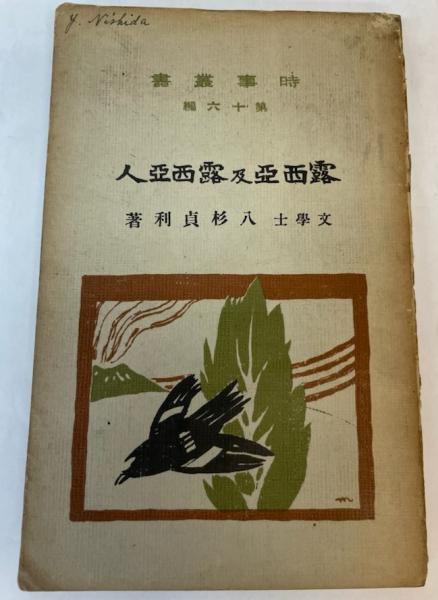 Y. Nishida
時事叢書
第十六編
露西亞及露西亞人
文學士 八杉貞利著